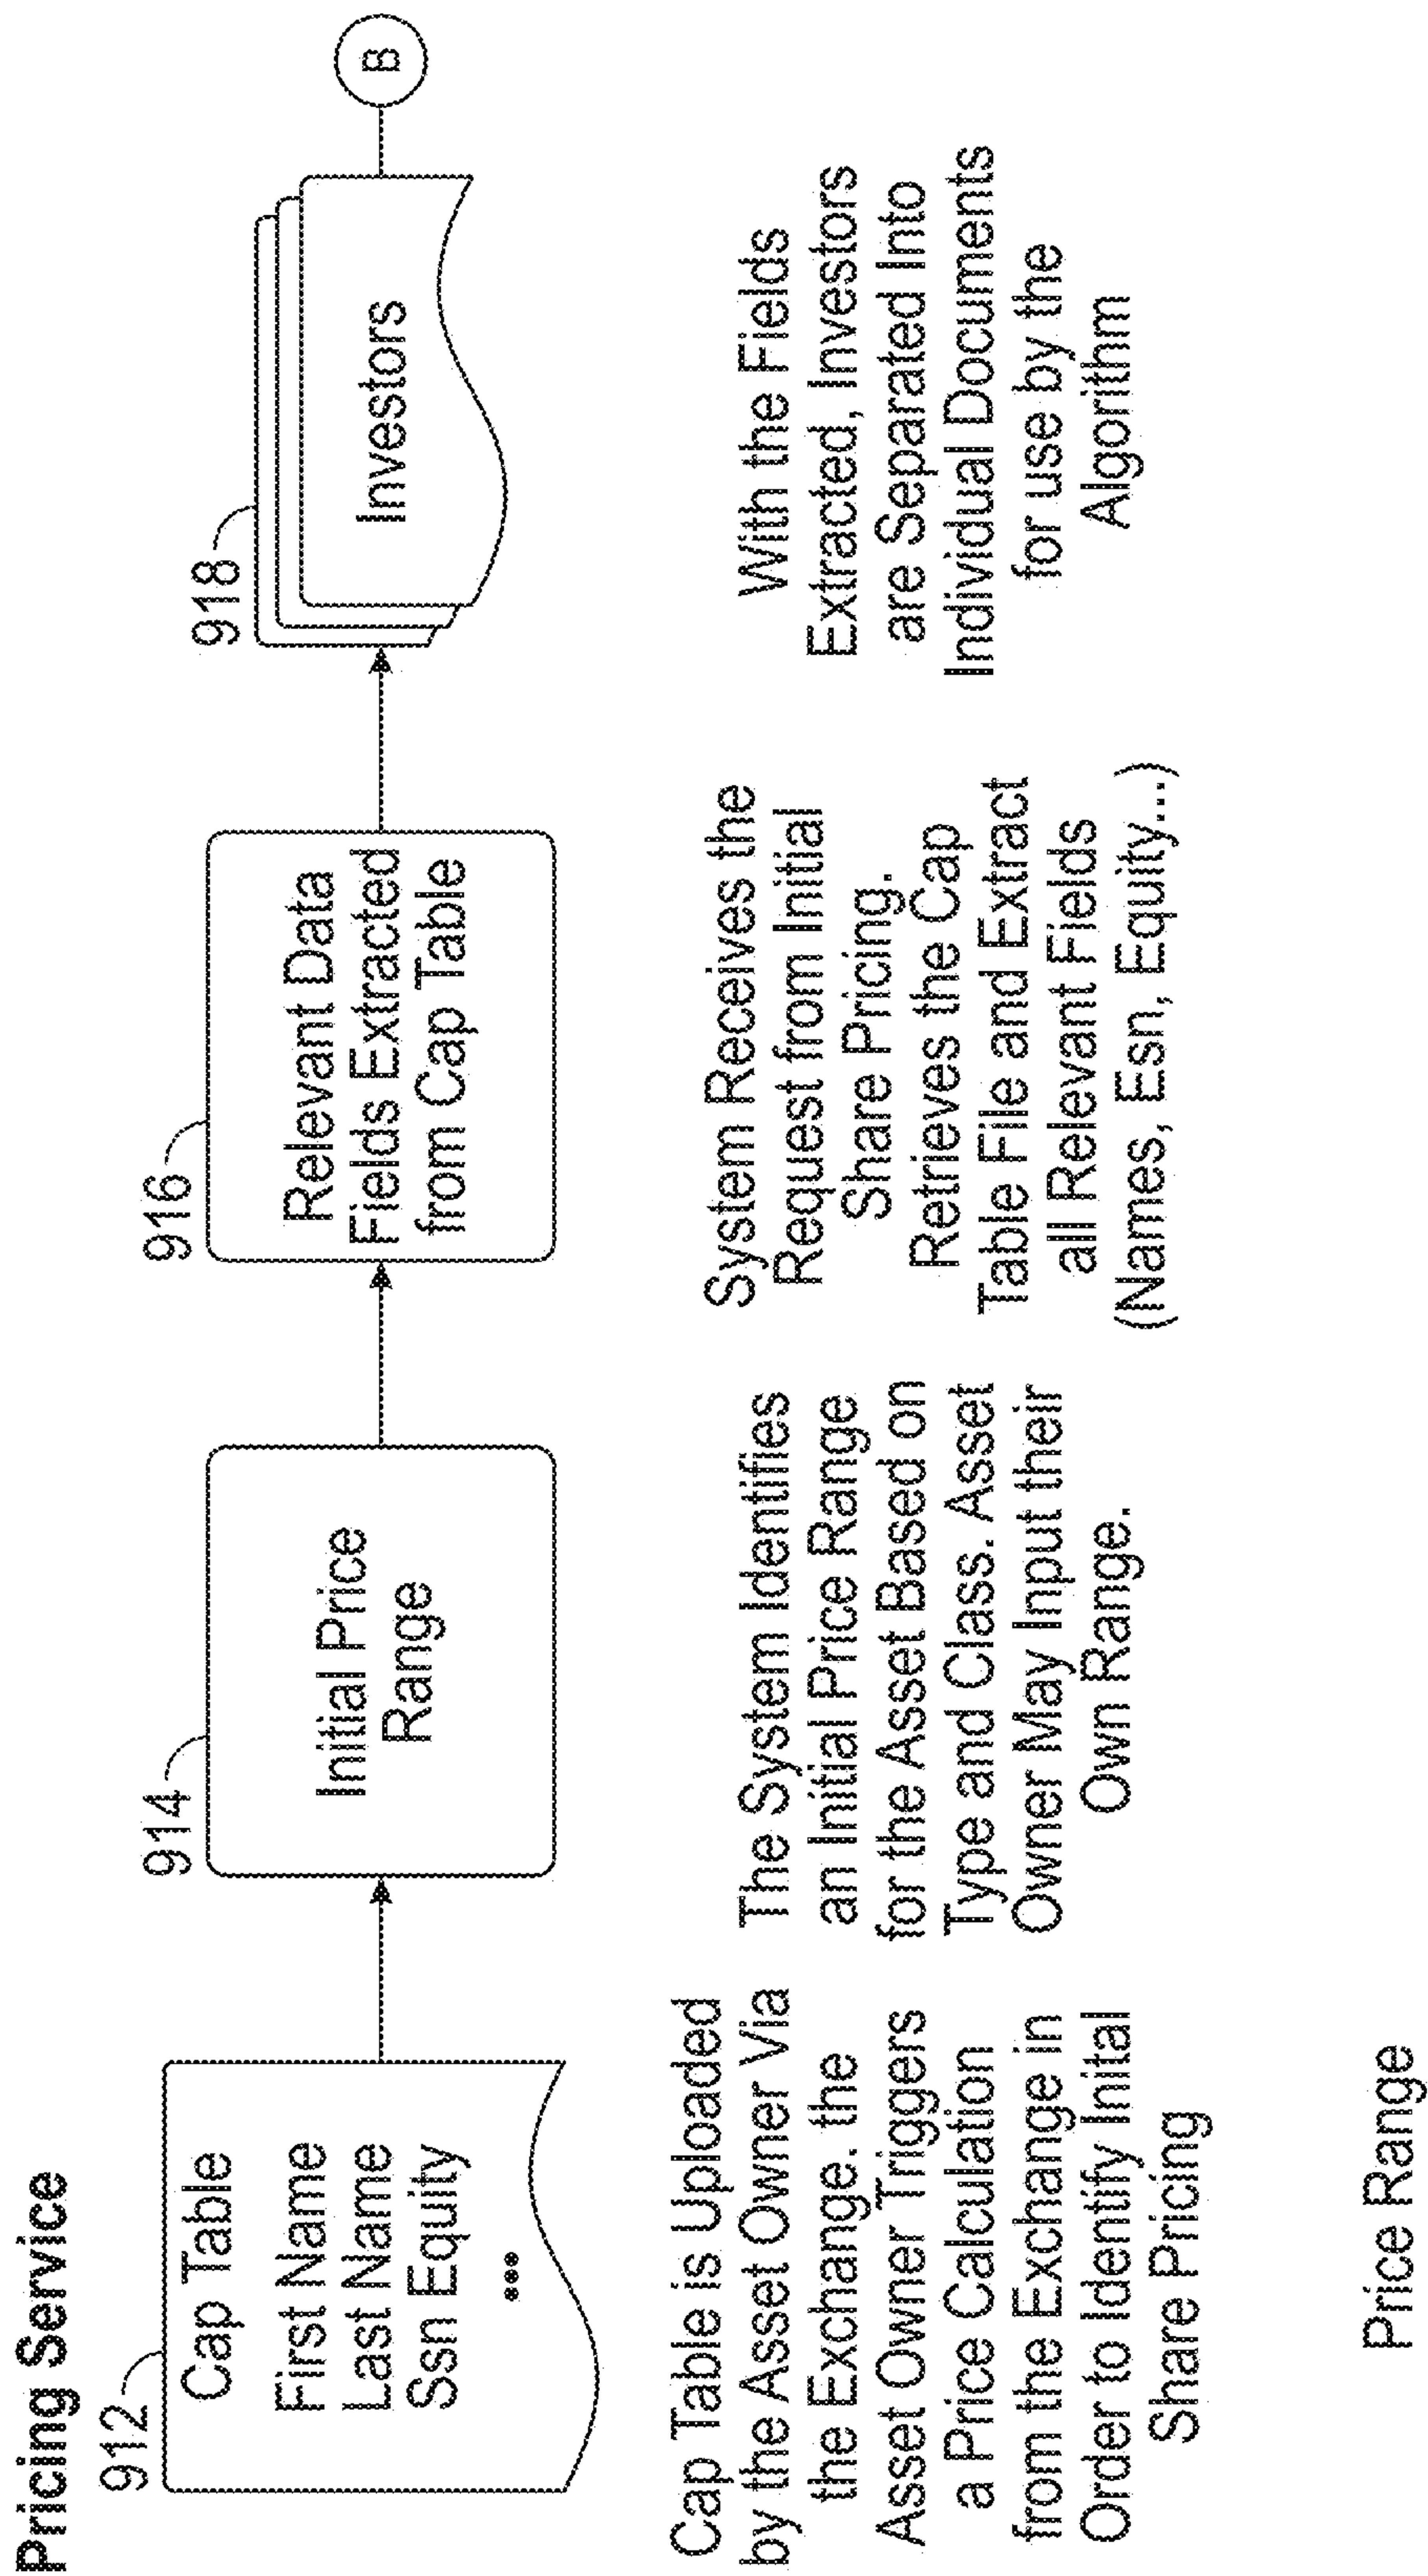 Pricing Service
912
Cap Table
First Name
Last Name
Ssn Equity
...
Cap Table is Uploaded
by the Asset Owner Via
the Exchange. the
Asset Owner Triggers
a Price Calculation
from the Exchange in
Order to Identify Inital
Share Pricing
914
Initial Price
Range
The System Identifies
an Initial Price Range
for the Asset Based on
Type and Class. Asset
Owner May Input their
Own Range.
916
Relevant Data
Fields Extracted
from Cap Table
System Receives the
Request from Initial
Share Pricing.
Retrieves the Cap
Table File and Extract
all Relevant Fields
(Names, Esn, Equity...)
918
Investors
With the Fields
Extracted, Investors
are Separated Into
Individual Documents
for use by the
Algorithm
B
Price Range